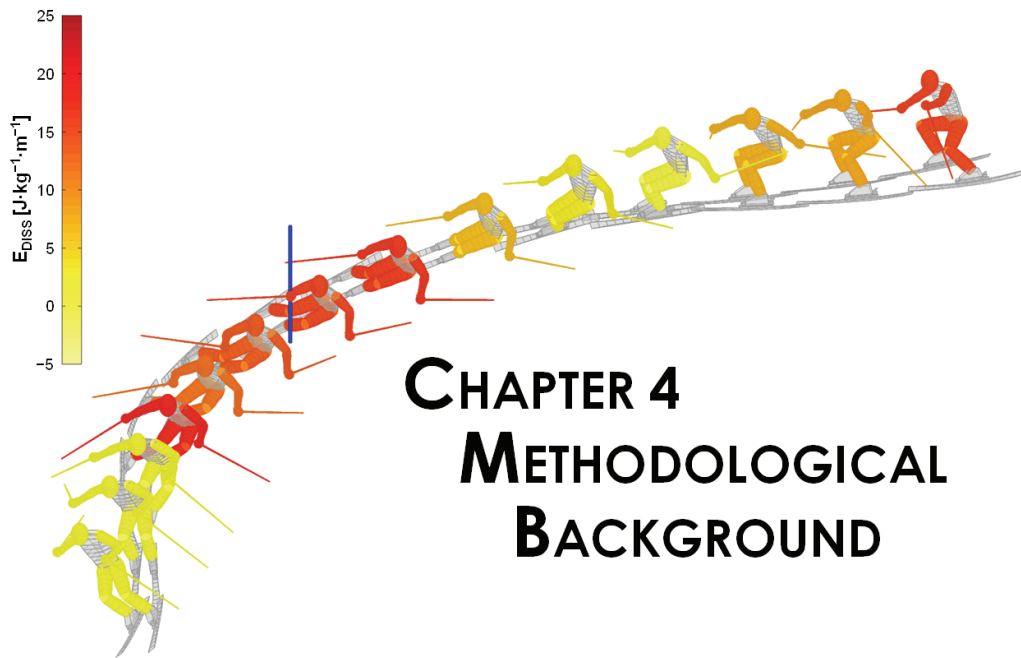 25
20
15
10
5
0
−5
E_DISS [J·kg⁻¹·m⁻¹]
CHAPTER 4
METHODOLOGICAL
BACKGROUND